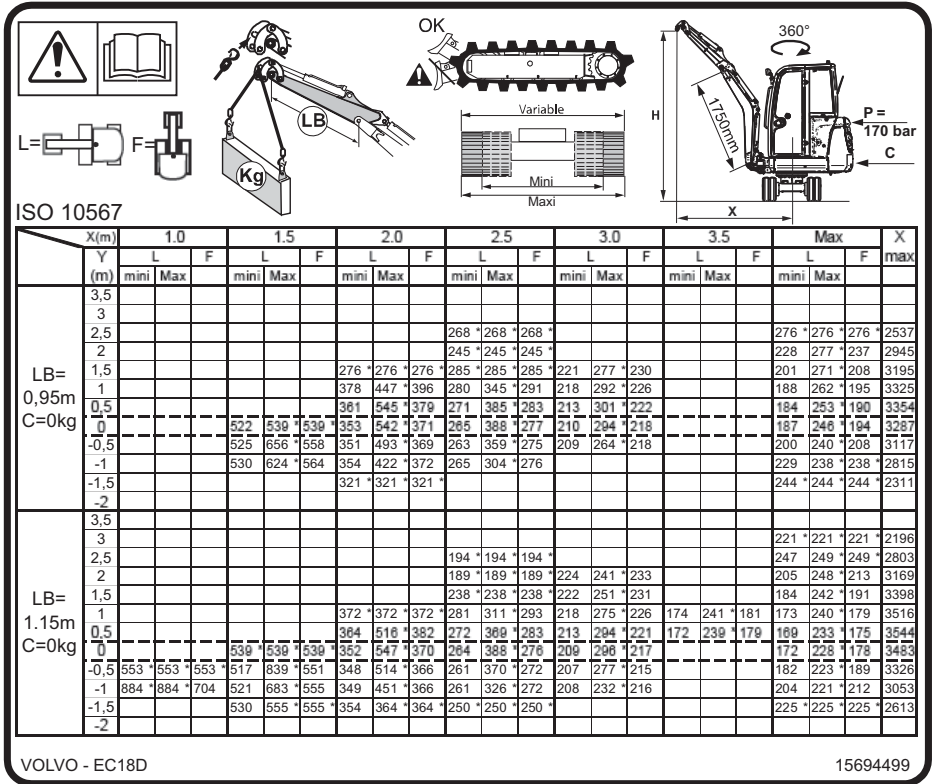 OK
360°
Variable
H
LB
1750mm
P =
170 bar
L=
F=
Kg
C
Mini
Maxi
X
ISO 10567
X(m) 1.0 1.5 2.0 2.5 3.0 3.5 Max X
Y L F L F L F L F L F L F L F max
(m) mini Max mini Max mini Max mini Max mini Max mini Max mini Max
LB=
0,95m
C=0kg
3,5
3
2,5 268 * 268 * 268 * 276 * 276 * 276 * 2537
2 245 * 245 * 245 * 228 277 * 237 2945
1,5 276 * 276 * 276 * 285 * 285 * 285 * 221 277 * 230 201 271 * 208 3195
1 378 447 * 396 280 345 * 291 218 292 * 226 188 262 * 195 3325
0,5 361 545 * 379 271 385 * 283 213 301 * 222 184 253 * 190 3354
0 522 539 * 539 * 353 542 * 371 265 388 * 277 210 294 * 218 187 246 * 194 3287
-0,5 525 656 * 558 351 493 * 369 263 359 * 275 209 264 * 218 200 240 * 208 3117
-1 530 624 * 564 354 422 * 372 265 304 * 276 229 238 * 238 * 2815
-1,5 321 * 321 * 321 * 244 * 244 * 244 * 2311
-2
LB=
1.15m
C=0kg
3,5
3 221 * 221 * 221 * 2196
2,5 194 * 194 * 194 * 247 249 * 249 * 2803
2 189 * 189 * 189 * 224 241 * 233 205 248 * 213 3169
1,5 238 * 238 * 238 * 222 251 * 231 184 242 * 191 3398
1 372 * 372 * 372 * 281 311 * 293 218 275 * 226 174 241 * 181 173 240 * 179 3516
0,5 364 516 * 382 272 369 * 283 213 294 * 221 172 239 * 179 169 233 * 175 3544
0 539 * 539 * 539 * 352 547 * 370 264 388 * 276 209 296 * 217 172 228 * 178 3483
-0,5 553 * 553 * 553 * 517 839 * 551 348 514 * 366 261 370 * 272 207 277 * 215 182 223 * 189 3326
-1 884 * 884 * 704 521 683 * 555 349 451 * 366 261 326 * 272 208 232 * 216 204 221 * 212 3053
-1,5 530 555 * 555 * 354 364 * 364 * 250 * 250 * 250 * 225 * 225 * 225 * 2613
-2
VOLVO - EC18D 15694499